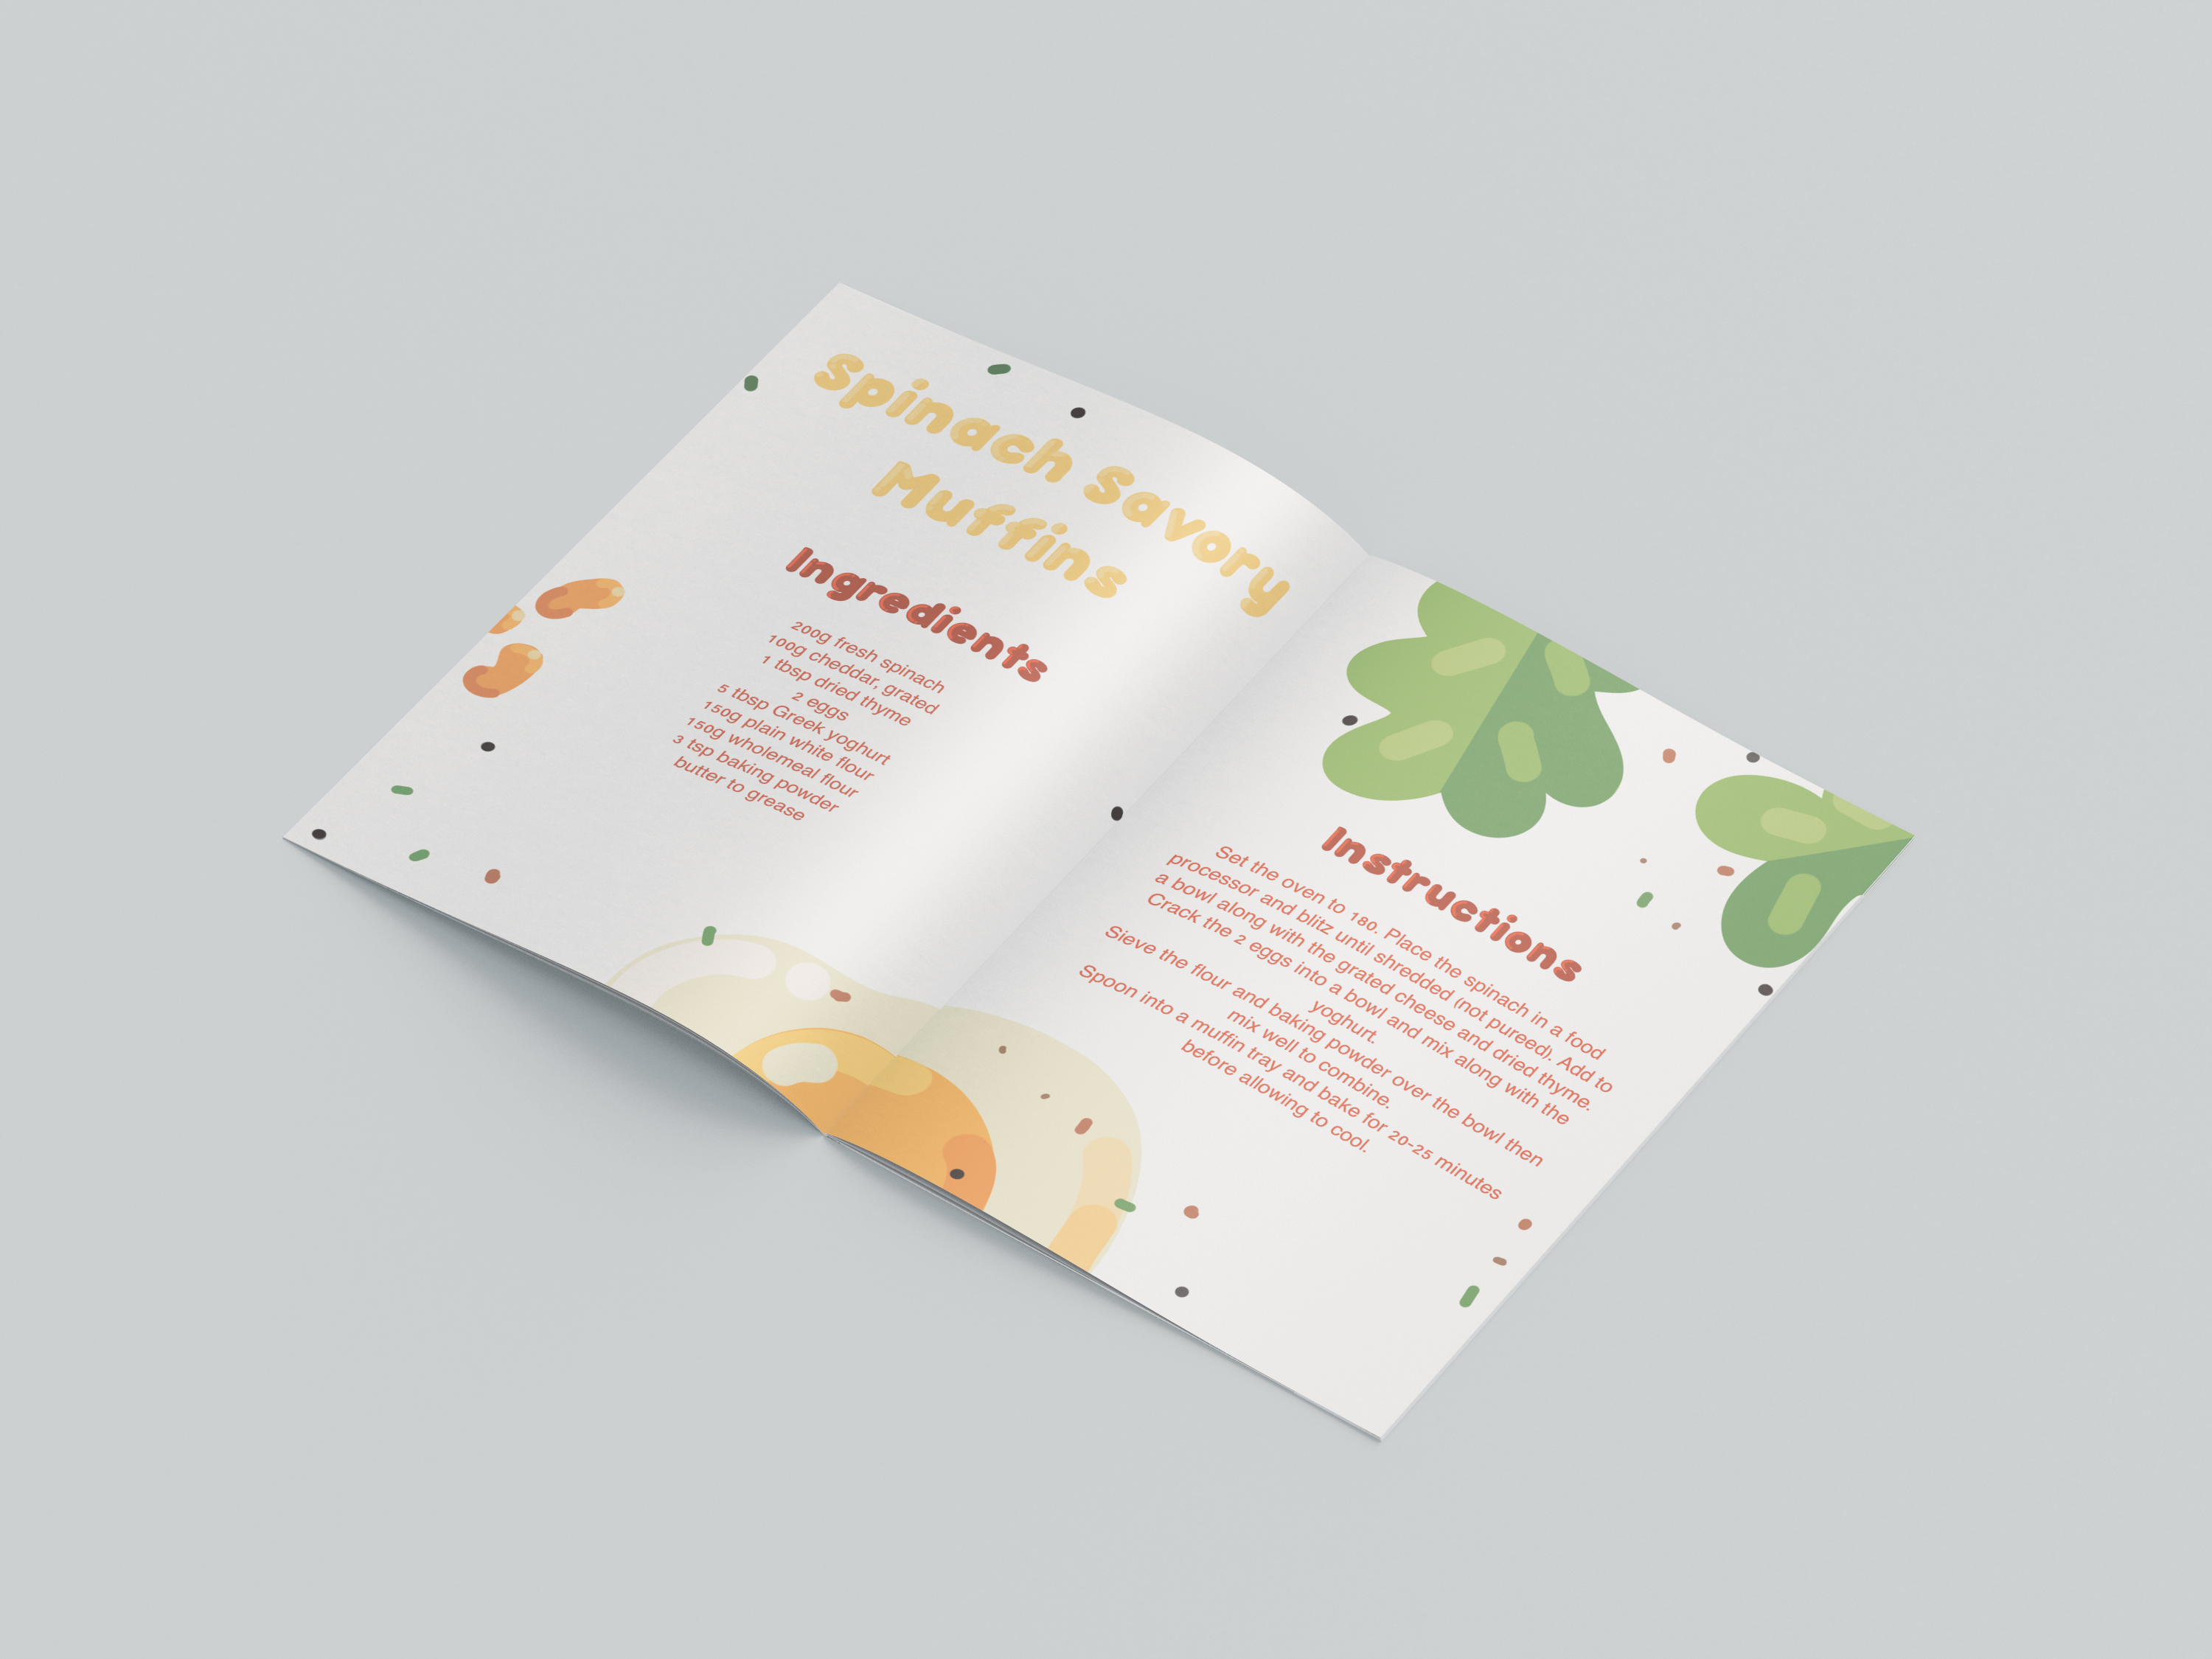 Spinach Savory
Muffins
Ingredients
200g fresh spinach
100g cheddar, grated
1 tbsp dried thyme
2 eggs
5 tbsp Greek yoghurt
150g plain white flour
150g wholemeal flour
3 tsp baking powder
butter to grease
Instructions
Set the oven to 180. Place the spinach in a food
processor and blitz until shredded (not pureed). Add to
a bowl along with the grated cheese and dried thyme.
Crack the 2 eggs into a bowl and mix along with the
yoghurt.
Sieve the flour and baking powder over the bowl then
mix well to combine.
Spoon into a muffin tray and bake for 20-25 minutes
before allowing to cool.